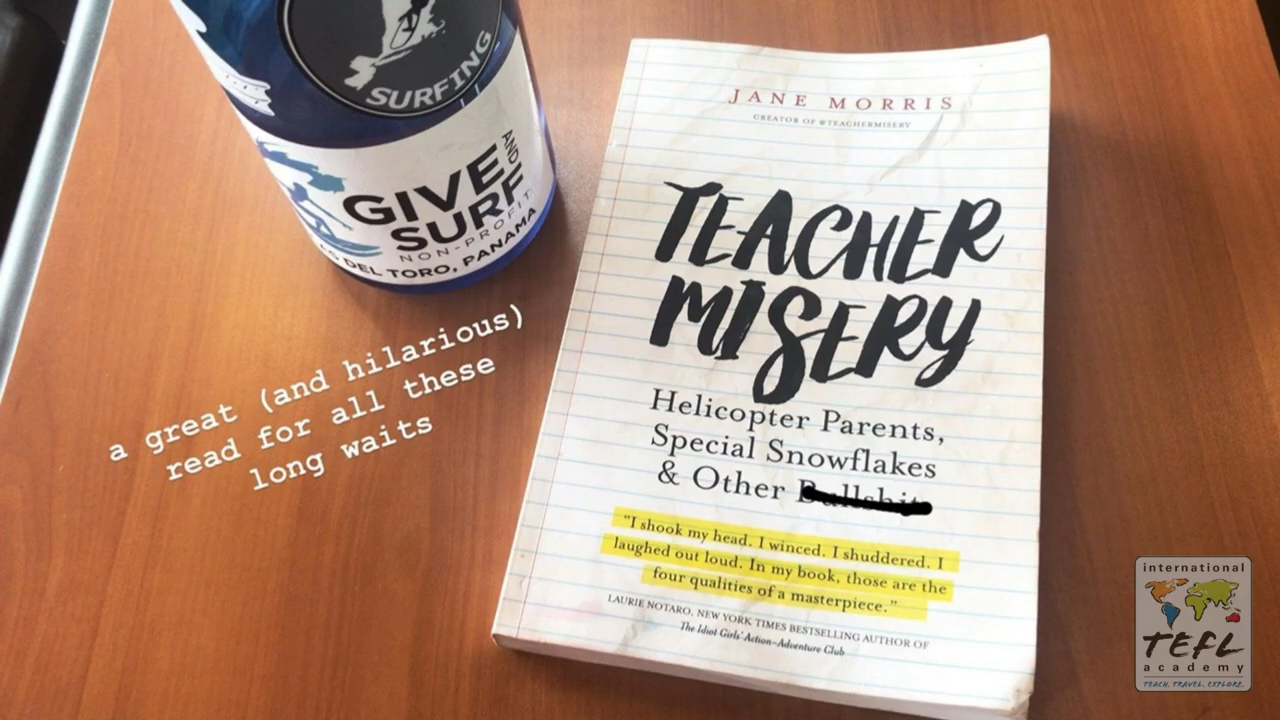 SURFING
GIVE AND
SURF
NON-PROFIT
DEL TORO, PANAMA
a great (and hilarious)
read for all these
long waits
JANE MORRIS
CREATOR OF @TEACHERMISERY
TEACHER
MISERY
Helicopter Parents,
Special Snowflakes
& Other Bullshit
"I shook my head. I winced. I shuddered. I
laughed out loud. In my book, those are the
four qualities of a masterpiece."
LAURIE NOTARO, NEW YORK TIMES BESTSELLING AUTHOR OF
The Idiot Girls' Action-Adventure Club
international
TEFL
academy
TEACH. TRAVEL. EXPLORE.